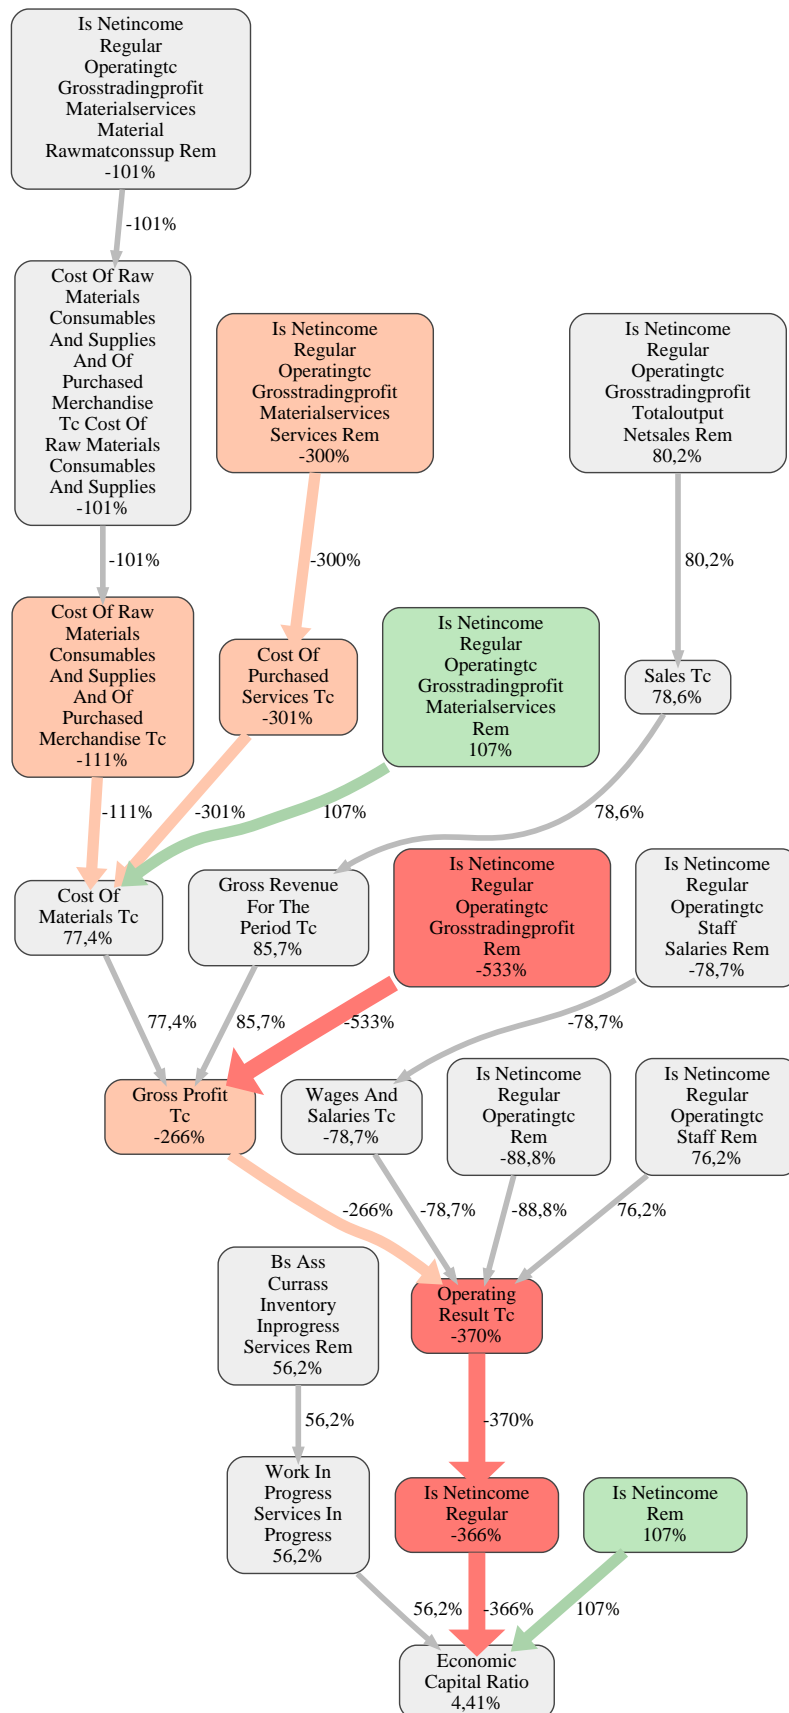 Is Netincome
Regular
Operatingtc
Grosstradingprofit
Materialservices
Material
Rawmatconssup Rem
-101%
-101%
Cost Of Raw
Materials
Consumables
And Supplies
And Of
Purchased
Merchandise
Tc Cost Of
Raw Materials
Consumables
And Supplies
-101%
Is Netincome
Regular
Operatingtc
Grosstradingprofit
Materialservices
Services Rem
-300%
Is Netincome
Regular
Operatingtc
Grosstradingprofit
Totaloutput
Netsales Rem
80,2%
-101%
-300%
80,2%
Cost Of Raw
Materials
Consumables
And Supplies
And Of
Purchased
Merchandise Tc
-111%
Cost Of
Purchased
Services Tc
-301%
Is Netincome
Regular
Operatingtc
Grosstradingprofit
Materialservices
Rem
107%
Sales Tc
78,6%
-111%
-301%
107%
78,6%
Cost Of
Materials Tc
77,4%
Gross Revenue
For The
Period Tc
85,7%
Is Netincome
Regular
Operatingtc
Grosstradingprofit
Rem
-533%
Is Netincome
Regular
Operatingtc
Staff
Salaries Rem
-78,7%
77,4%
85,7%
-533%
-78,7%
Gross Profit
Tc
-266%
Wages And
Salaries Tc
-78,7%
Is Netincome
Regular
Operatingtc
Rem
-88,8%
Is Netincome
Regular
Operatingtc
Staff Rem
76,2%
-266%
-78,7%
-88,8%
76,2%
Bs Ass
Currass
Inventory
Inprogress
Services Rem
56,2%
Operating
Result Tc
-370%
56,2%
-370%
Work In
Progress
Services In
Progress
56,2%
Is Netincome
Regular
-366%
Is Netincome
Rem
107%
56,2%
-366%
107%
Economic
Capital Ratio
4,41%